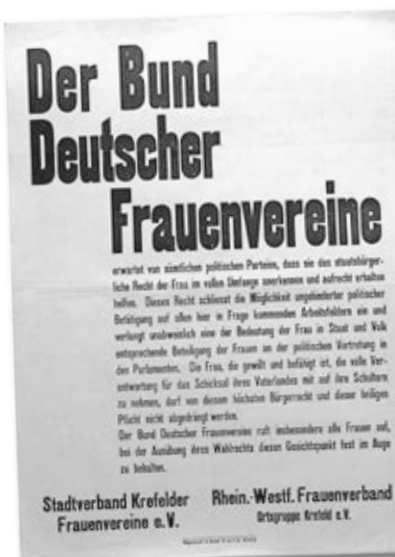 Der Bund
Deutscher
Frauenvereine
erwartet von sämtlichen politischen Parteien, dass sie das staatsbürger-
liche Recht der Frau im vollen Umfange anerkennen und aufrecht erhalten
helfen. Dieses Recht schliesst die Möglichkeit ungehinderter politischer
Betätigung auf allen hier in Frage kommenden Arbeitsfeldern ein und
verlangt unabweislich eine der Bedeutung der Frau in Staat und Volk
entsprechende Beteiligung der Frauen an der politischen Vertretung in
den Parlamenten. Die Frau, die gewillt und befähigt ist, die volle Ver-
antwortung für das Schicksal ihres Vaterlandes mit auf ihre Schultern
zu nehmen, darf von diesem höchsten Bürgerrecht und dieser heiligen
Pflicht nicht abgedrängt werden.
Der Bund Deutscher Frauenvereine ruft insbesondere alle Frauen auf,
bei der Ausübung ihres Wahlrechts diesen Gesichtspunkt fest im Auge
zu behalten.
Stadtverband Krefelder
Frauenvereine e.V.
Rhein.-Westf. Frauenverband
Ortsgruppe Krefeld e.V.